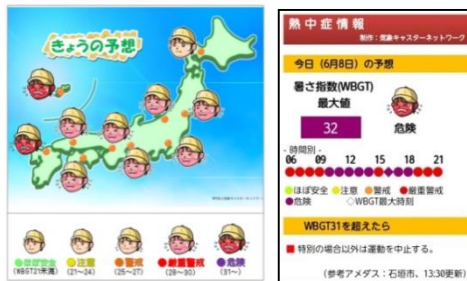 きょうの予想
●ほぼ安全
(WBGT21未満)
●注意
(21~24)
●警戒
(25~27)
●厳重警戒
(28~30)
●危険
(31~)
熱中症情報
制作:気象キャスターネットワーク
今日(6月8日)の予想
暑さ指数(WBGT)
最大値
32
危険
- 時間別 -
06 09 12 15 18 21
●ほぼ安全 ●注意 ●警戒 ●厳重警戒
●危険 ◇WBGT最大時刻
WBGT31を超えたら
■ 特別の場合以外は運動を中止する。
(参考アメダス:石垣市、13:30更新)